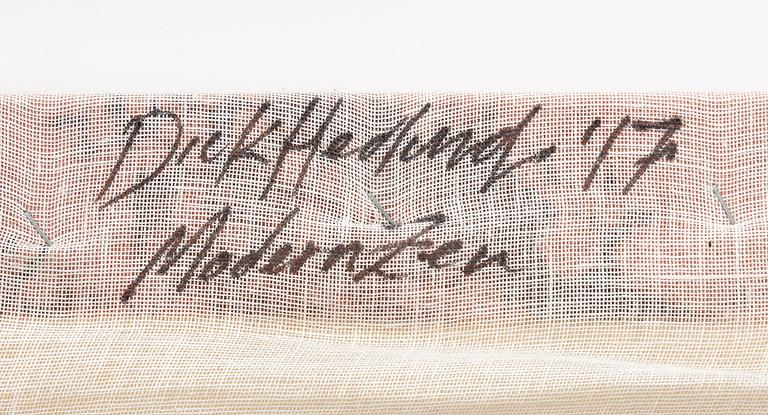 Dick Hedlund. '17
Modern Zen